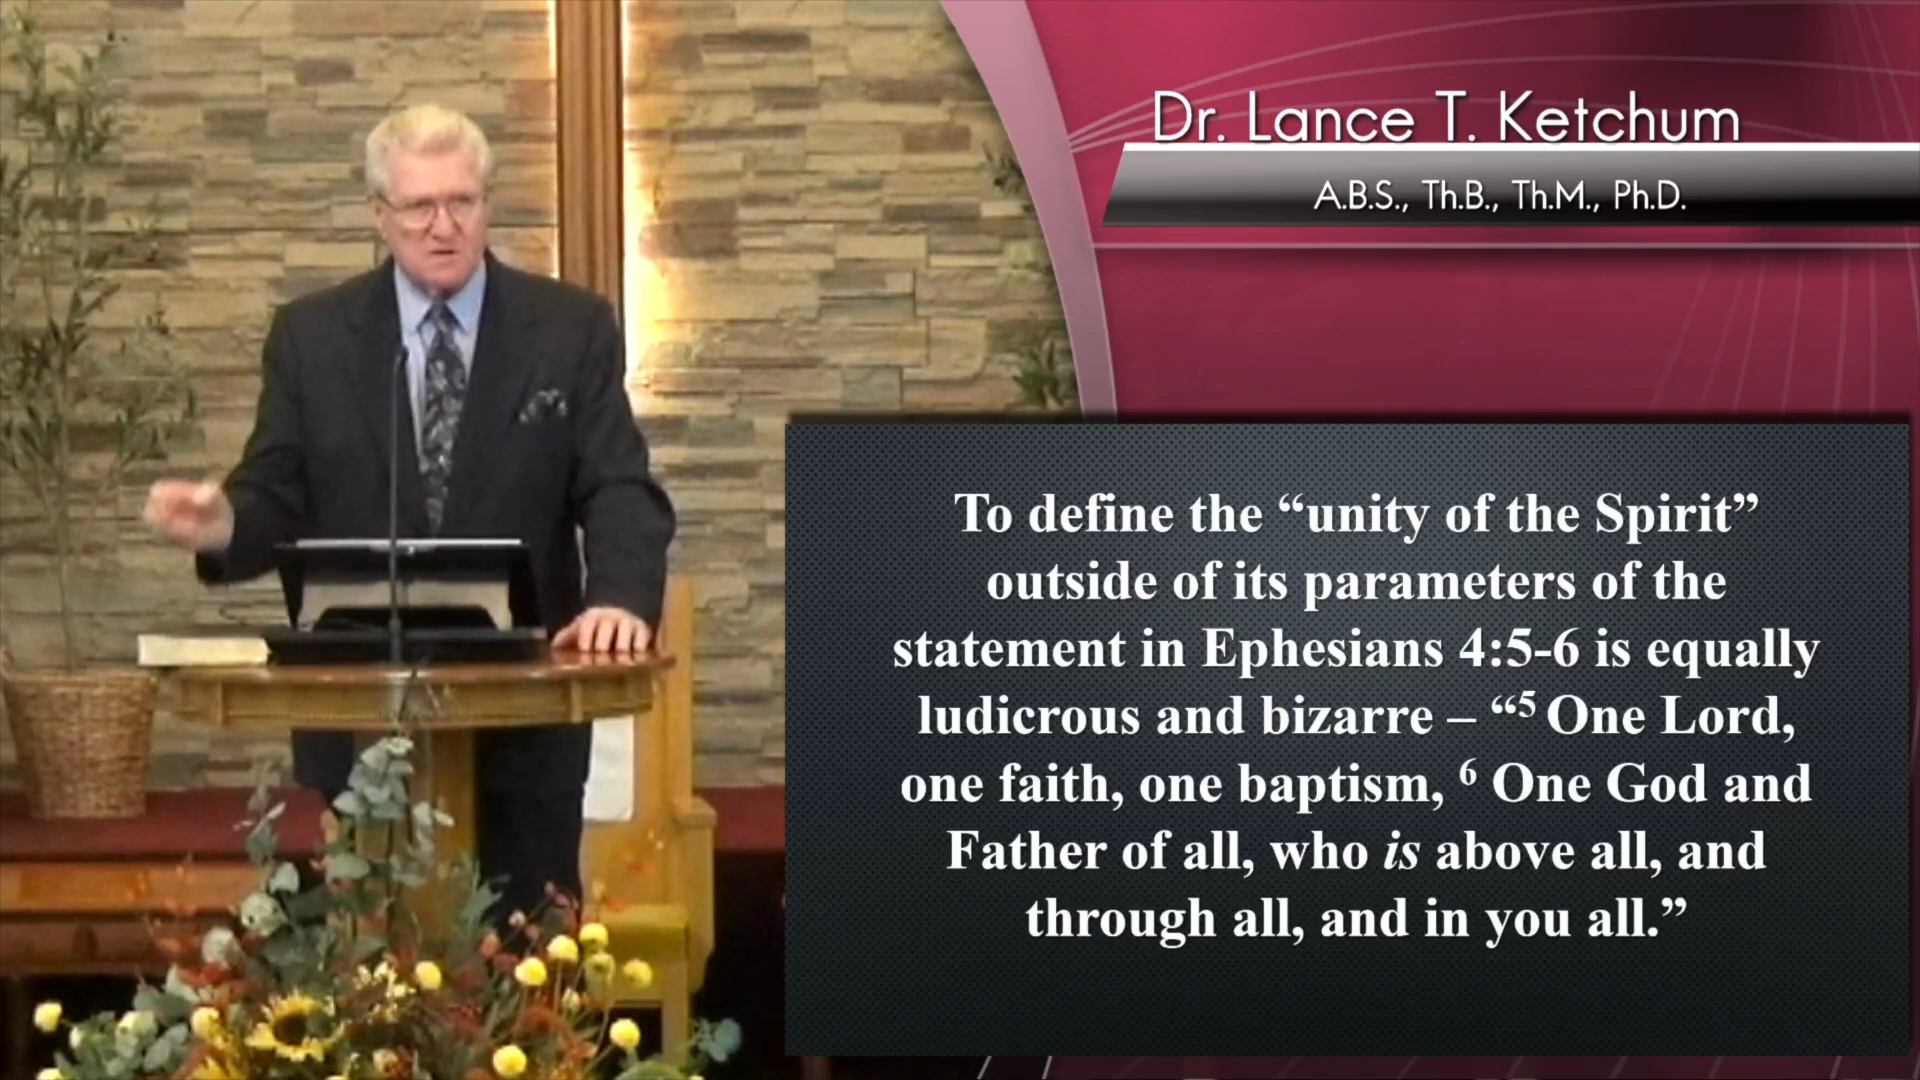 Dr. Lance T. Ketchum
A.B.S., Th.B., Th.M., Ph.D.
To define the “unity of the Spirit”
outside of its parameters of the
statement in Ephesians 4:5-6 is equally
ludicrous and bizarre – “⁵ One Lord,
one faith, one baptism, ⁶ One God and
Father of all, who is above all, and
through all, and in you all.”